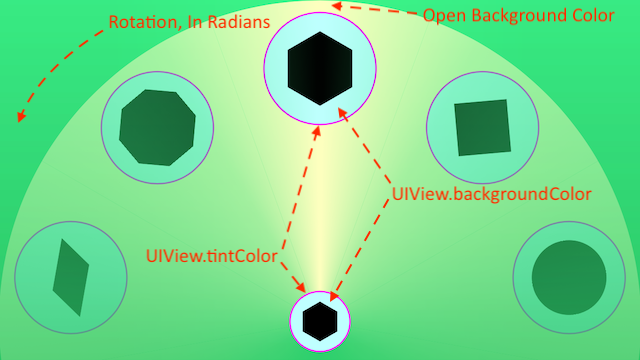 Rotation, In Radians
Open Background Color
UIView.backgroundColor
UIView.tintColor